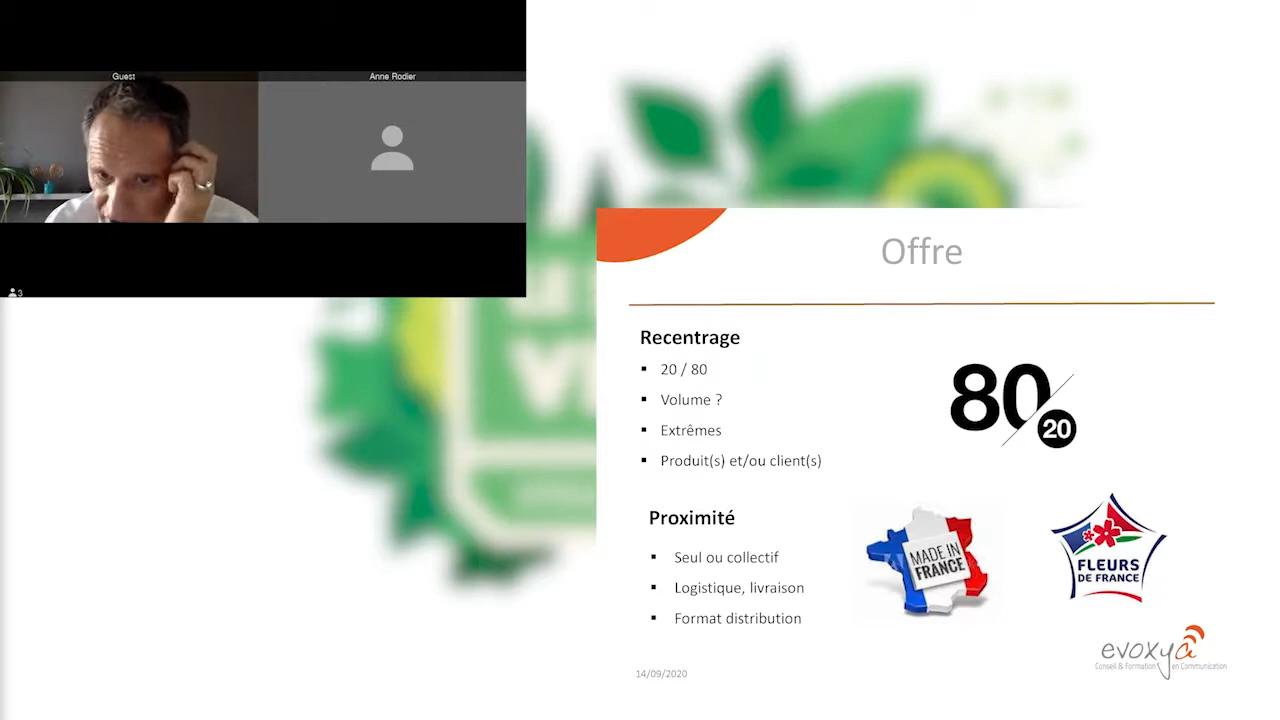 Guest
Anne Rodier
3
Offre
Recentrage
20 / 80
Volume ?
Extrêmes
Produit(s) et/ou client(s)
80
20
Proximité
Seul ou collectif
Logistique, livraison
Format distribution
MADE IN
FRANCE
FLEURS
DE FRANCE
14/09/2020
evoxya
Conseil & Formation en Communication